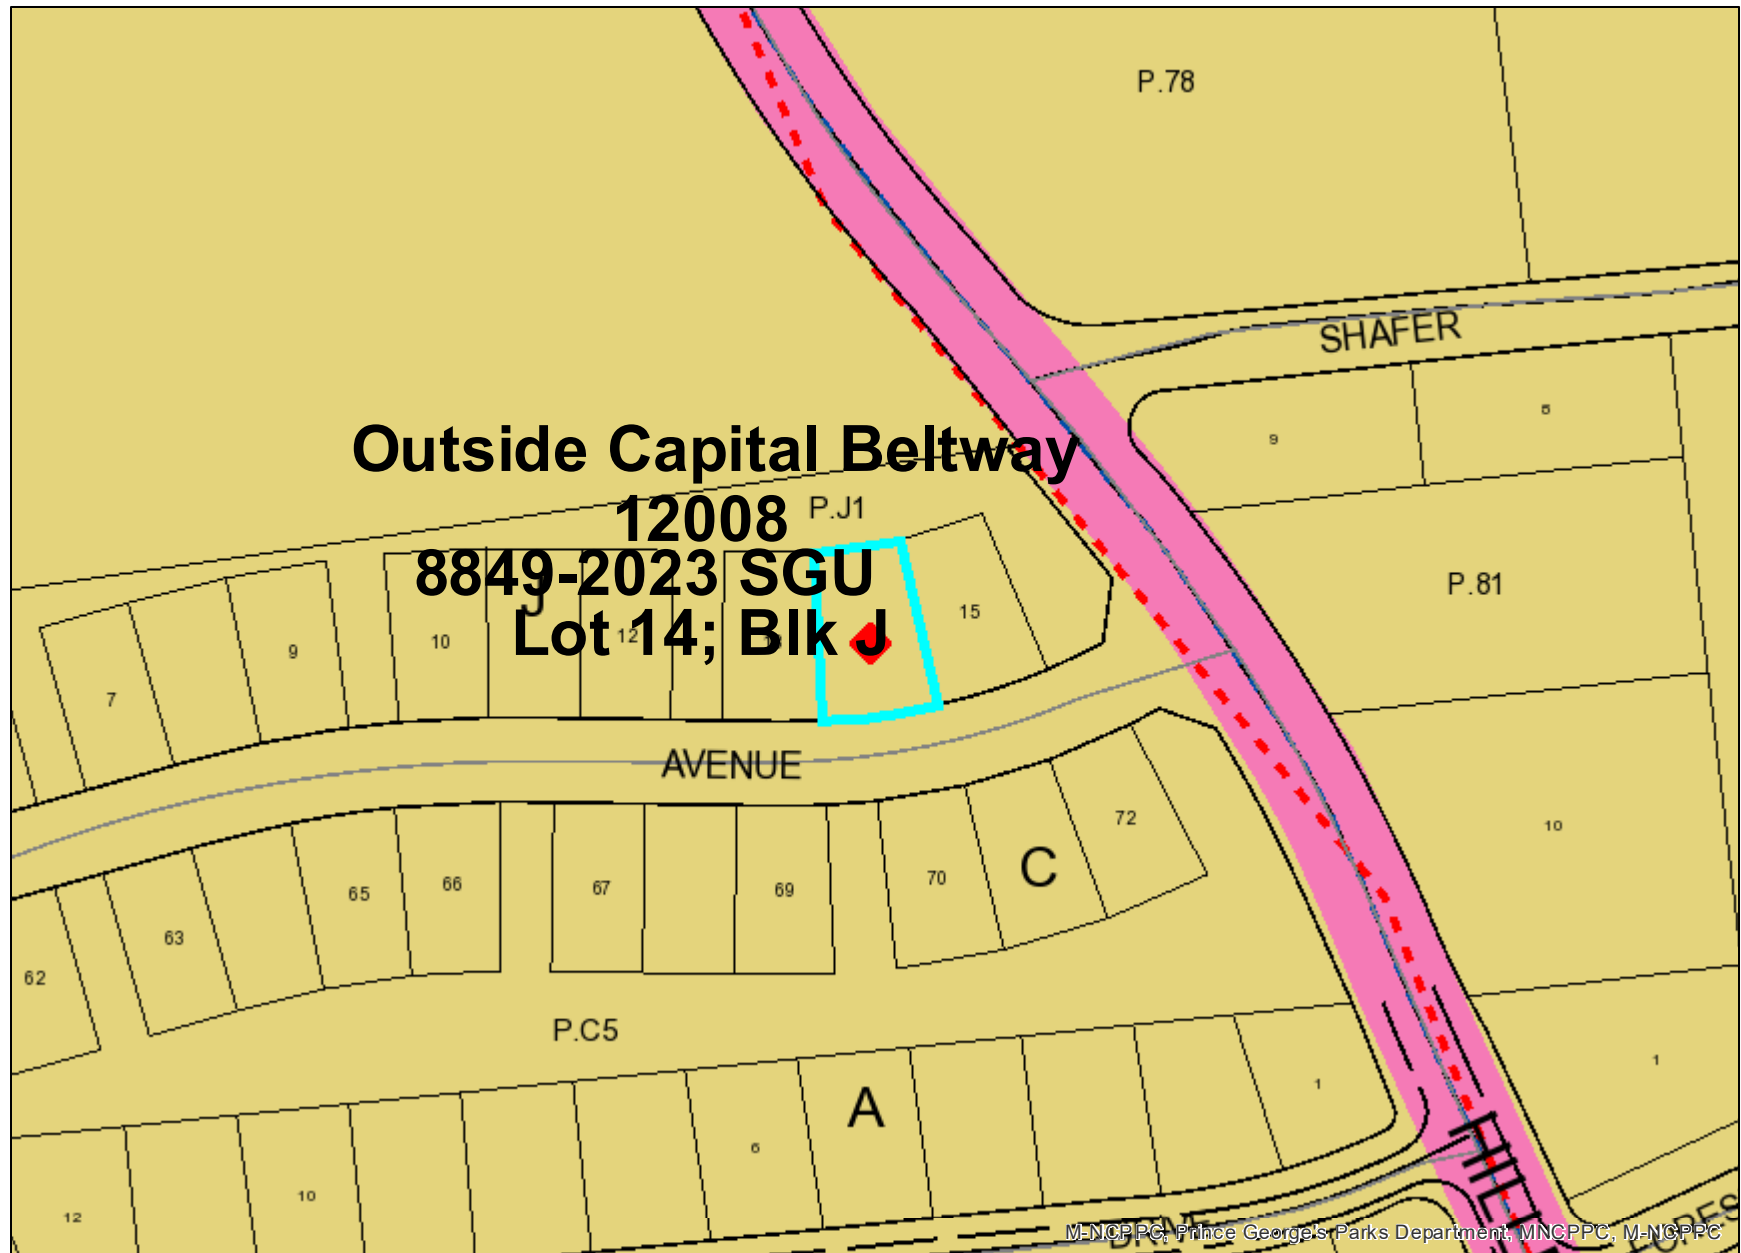 P.78
SHAFER
8
9
Outside Capital Beltway
P.J1
12008
8849-2023 SGU
J
Lot 14; Blk J
P.81
15
10
12
9
7
AVENUE
72
10
C
70
69
67
66
65
63
62
P.C5
1
1
A
6
10
12
HILL
DRIVE
M-NCPPC, Prince George's Parks Department, MNCPPC, M-NCPPC